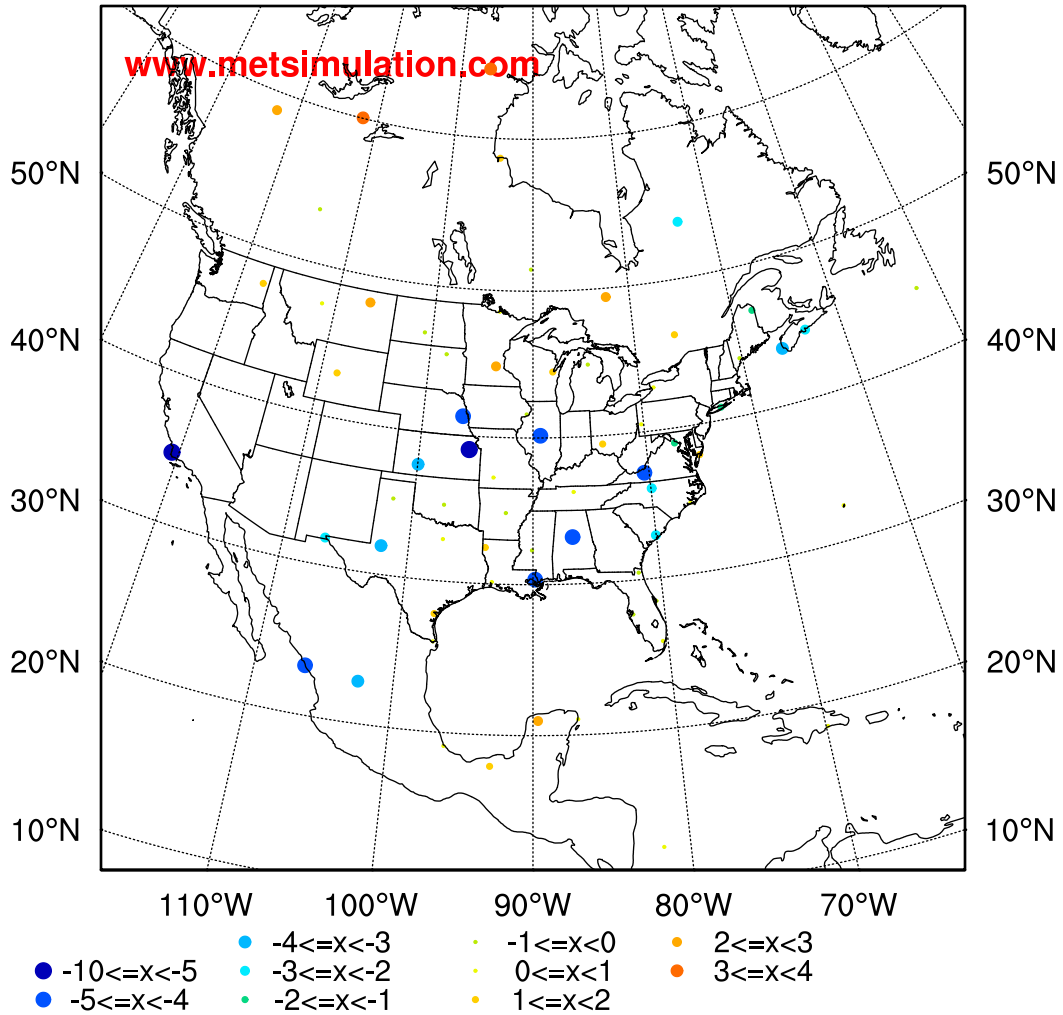 www.metsimulation.com
50°N 50°N
40°N 40°N
30°N 30°N
20°N 20°N
10°N 10°N
110°W 100°W 90°W 80°W 70°W
-4<=x<-3 -1<=x<0 2<=x<3
-10<=x<-5 -3<=x<-2 0<=x<1 3<=x<4
-5<=x<-4 -2<=x<-1 1<=x<2